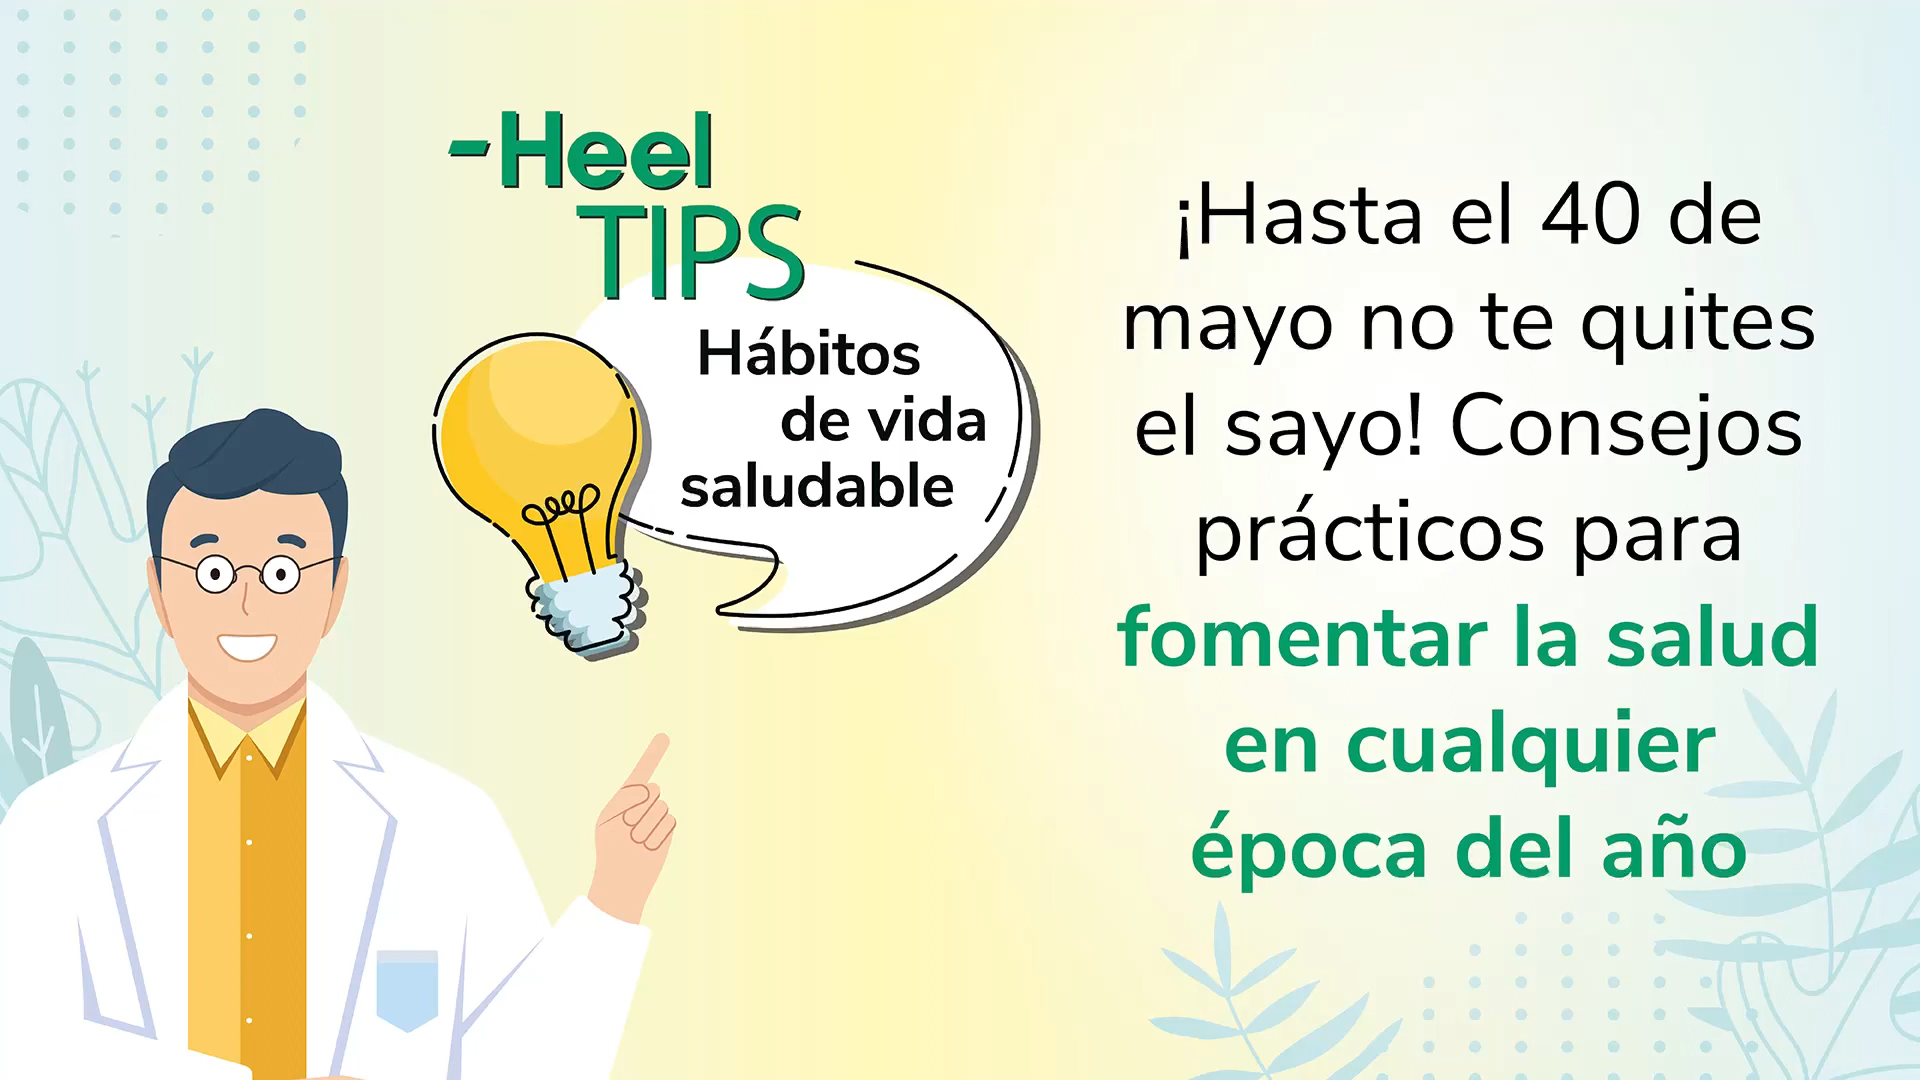 -Heel
TIPS
Hábitos
de vida
saludable
¡Hasta el 40 de
mayo no te quites
el sayo! Consejos
prácticos para
fomentar la salud
en cualquier
época del año